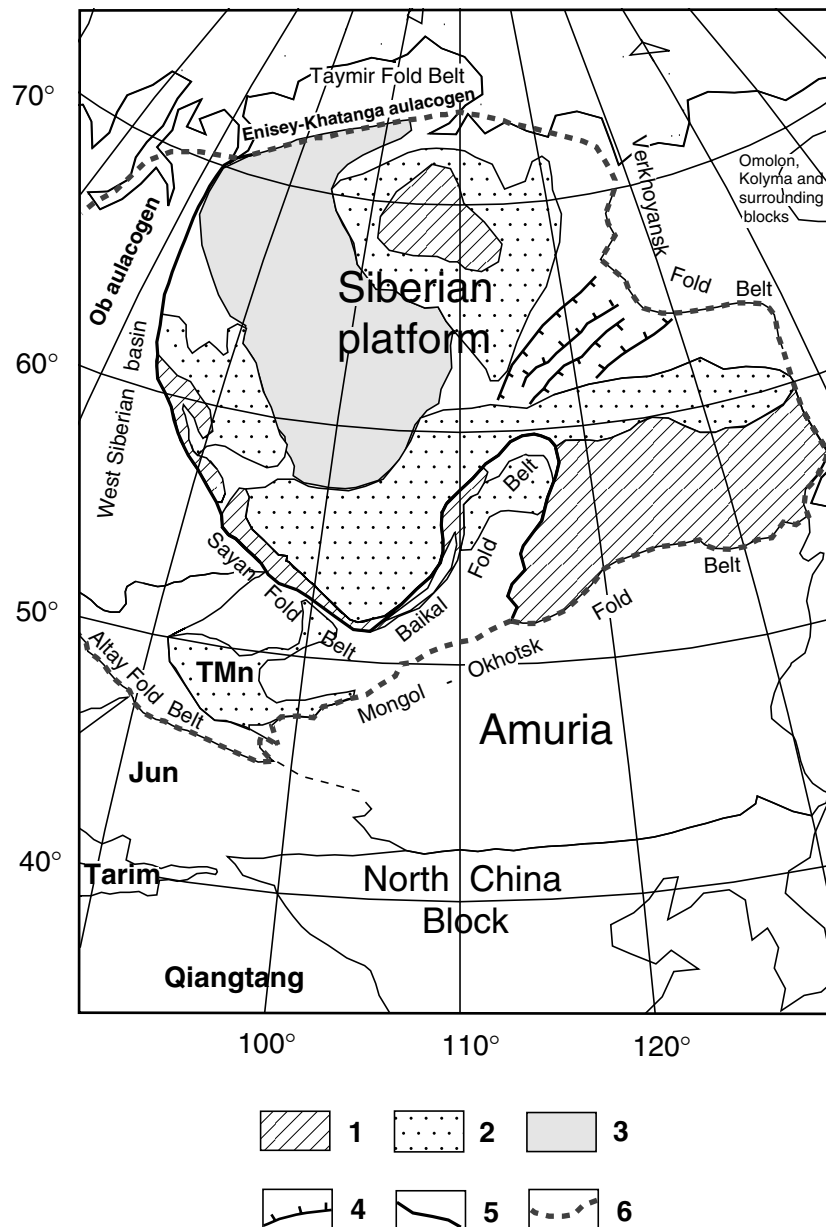 Taymir Fold Belt
70°
Enisey-Khatanga aulacogen
Verkhoyansk
Fold
Belt
Omolon,
Kolyma and
surrounding
blocks
Ob aulacogen
Siberian
platform
60°
West Siberian basin
Belt
Fold
Baikal
Sayan
Fold
Belt
Belt
Fold
50°
Altay Fold Belt
TMn
Mongol - Okhotsk
Amuria
Jun
40°
Tarim
North China
Block
Qiangtang
100°
110°
120°
1
2
3
4
5
6